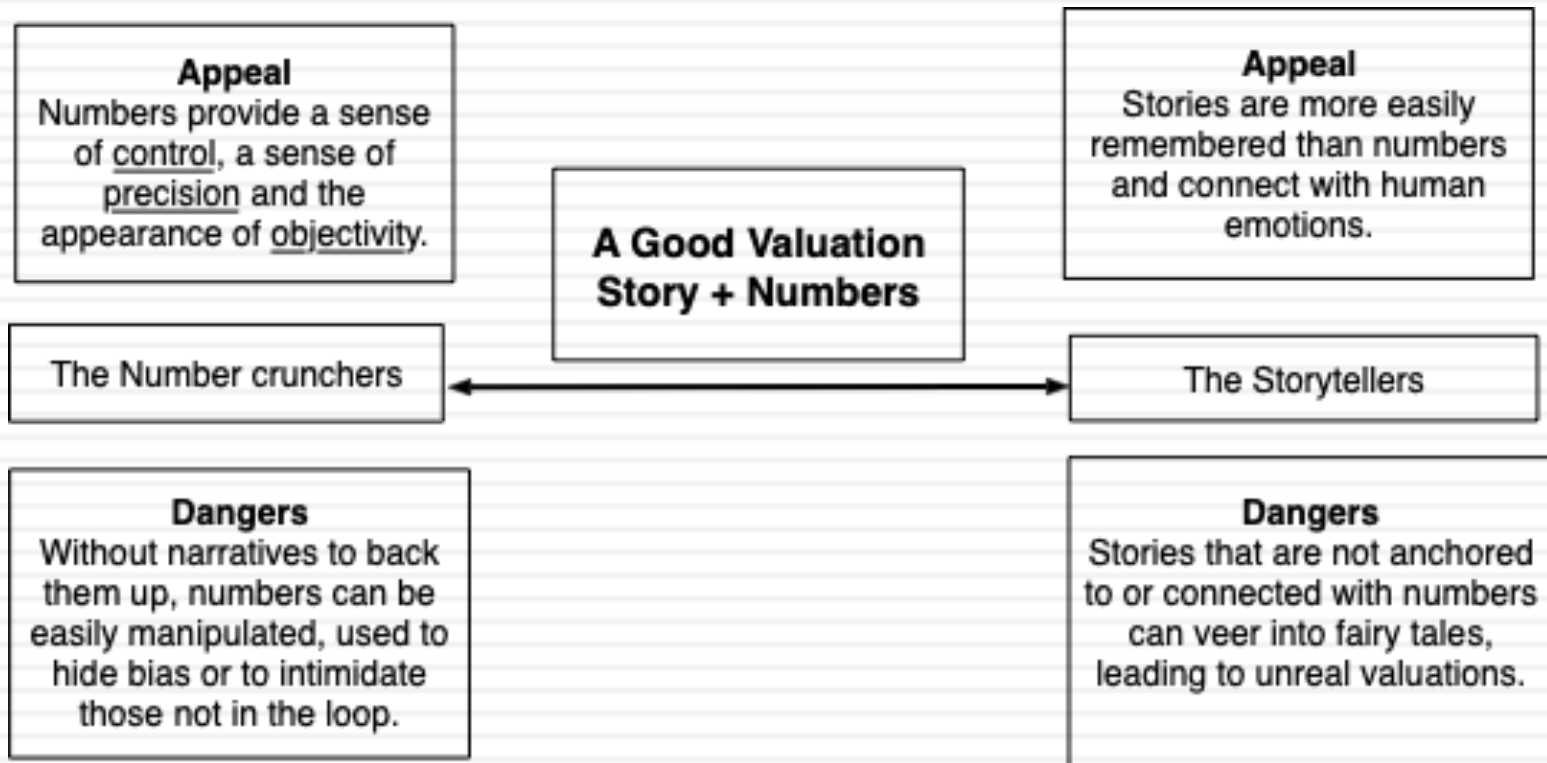 Appeal
Numbers provide a sense
of control, a sense of
precision and the
appearance of objectivity.
A Good Valuation
Story + Numbers
Appeal
Stories are more easily
remembered than numbers
and connect with human
emotions.
The Number crunchers
The Storytellers
Dangers
Without narratives to back
them up, numbers can be
easily manipulated, used to
hide bias or to intimidate
those not in the loop.
Dangers
Stories that are not anchored
to or connected with numbers
can veer into fairy tales,
leading to unreal valuations.